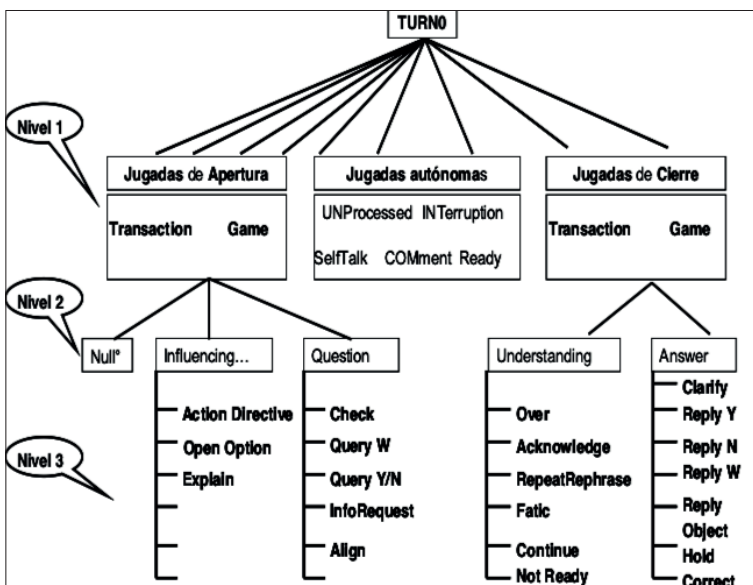 TURNO
Nivel 1
Jugadas de Apertura
Jugadas autónomas
Jugadas de Cierre
Transaction Game
UNProcessed INTerruption
SelfTalk COMment Ready
Transaction Game
Nivel 2
Null°
Influencing...
Question
Understanding
Answer
Nivel 3
Action Directive
Open Option
Explain
Check
Query W
Query Y/N
InfoRequest
Align
Over
Acknowledge
RepeatRephrase
Fatic
Continue
Not Ready
Clarify
Reply Y
Reply N
Reply W
Reply
Object
Hold
Correct